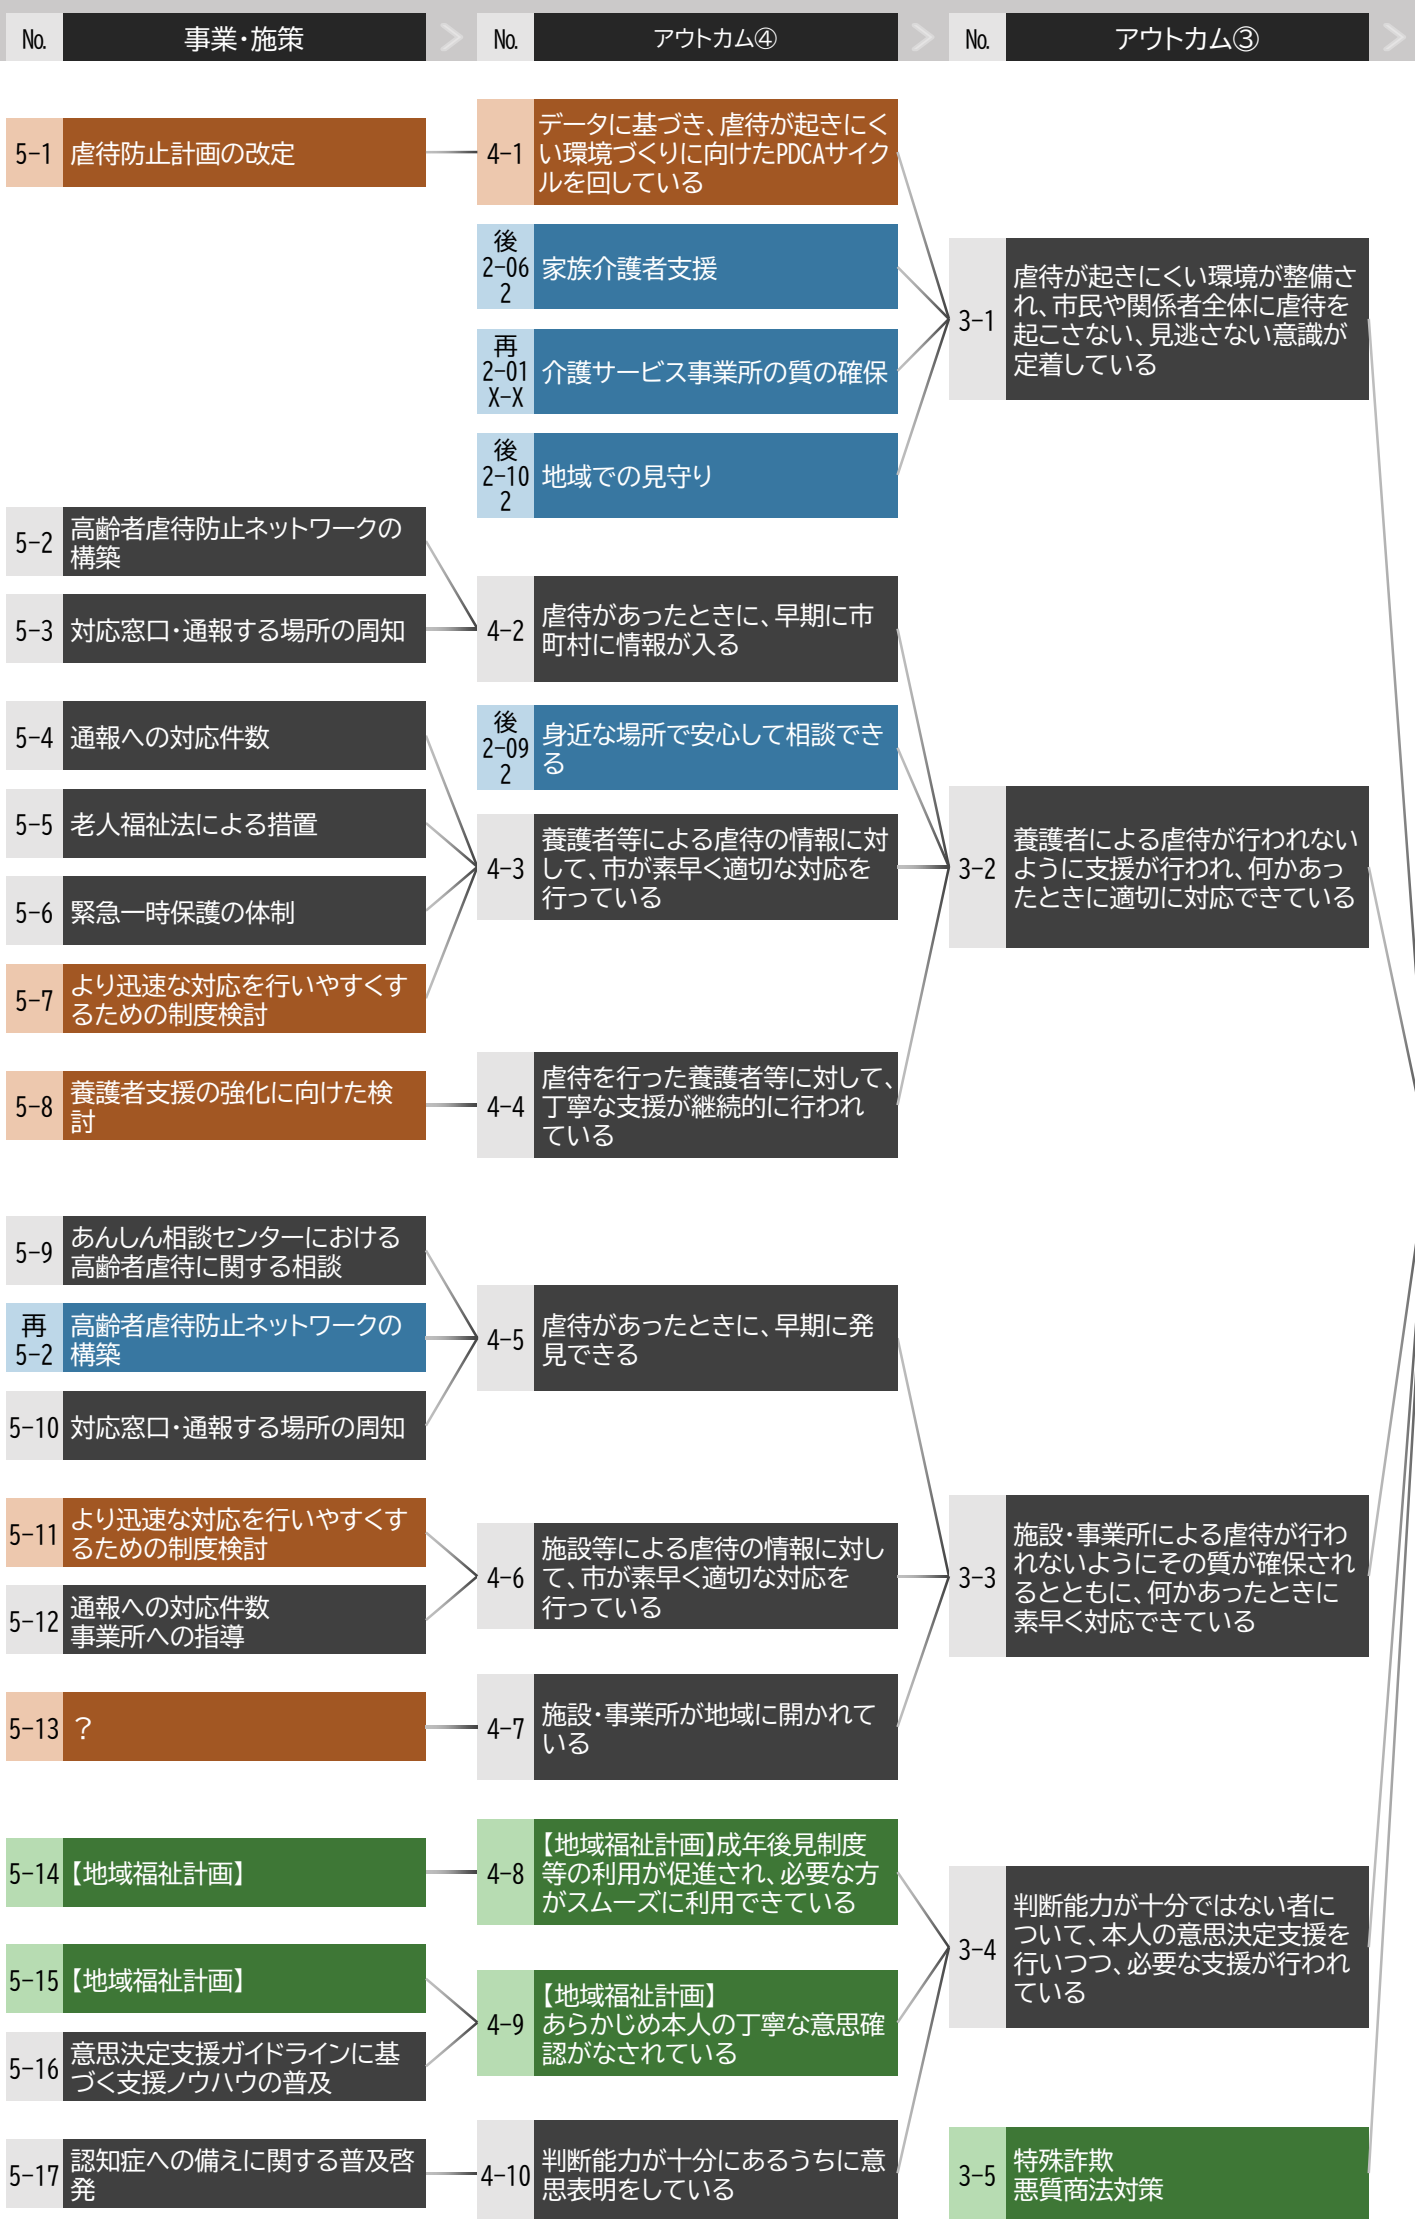 No.
事業・施策
No.
アウトカム④
No.
アウトカム③
5-1
虐待防止計画の改定
4-1
データに基づき、虐待が起きにく
い環境づくりに向けたPDCAサイク
ルを回している
後
2-06
2
家族介護者支援
再
2-01
X-X
介護サービス事業所の質の確保
後
2-10
2
地域での見守り
3-1
虐待が起きにくい環境が整備さ
れ、市民や関係者全体に虐待を
起こさない、見逃さない意識が
定着している
5-2
高齢者虐待防止ネットワークの
構築
5-3
対応窓口・通報する場所の周知
4-2
虐待があったときに、早期に市
町村に情報が入る
5-4
通報への対応件数
5-5
老人福祉法による措置
5-6
緊急一時保護の体制
5-7
より迅速な対応を行いやすくす
るための制度検討
後
2-09
2
身近な場所で安心して相談でき
る
4-3
養護者等による虐待の情報に対
して、市が素早く適切な対応を
行っている
3-2
養護者による虐待が行われない
ように支援が行われ、何かあっ
たときに適切に対応できている
5-8
養護者支援の強化に向けた検
討
4-4
虐待を行った養護者等に対して、
丁寧な支援が継続的に行われ
ている
5-9
あんしん相談センターにおける
高齢者虐待に関する相談
再
5-2
高齢者虐待防止ネットワークの
構築
5-10
対応窓口・通報する場所の周知
4-5
虐待があったときに、早期に発
見できる
5-11
より迅速な対応を行いやすくす
るための制度検討
5-12
通報への対応件数
事業所への指導
4-6
施設等による虐待の情報に対し
て、市が素早く適切な対応を
行っている
3-3
施設・事業所による虐待が行わ
れないようにその質が確保され
るとともに、何かあったときに
素早く対応できている
5-13
？
4-7
施設・事業所が地域に開かれて
いる
5-14
【地域福祉計画】
4-8
【地域福祉計画】成年後見制度
等の利用が促進され、必要な方
がスムーズに利用できている
5-15
【地域福祉計画】
5-16
意思決定支援ガイドラインに基
づく支援ノウハウの普及
4-9
【地域福祉計画】
あらかじめ本人の丁寧な意思確
認がなされている
3-4
判断能力が十分ではない者に
ついて、本人の意思決定支援を
行いつつ、必要な支援が行われ
ている
5-17
認知症への備えに関する普及啓
発
4-10
判断能力が十分にあるうちに意
思表明をしている
3-5
特殊詐欺
悪質商法対策